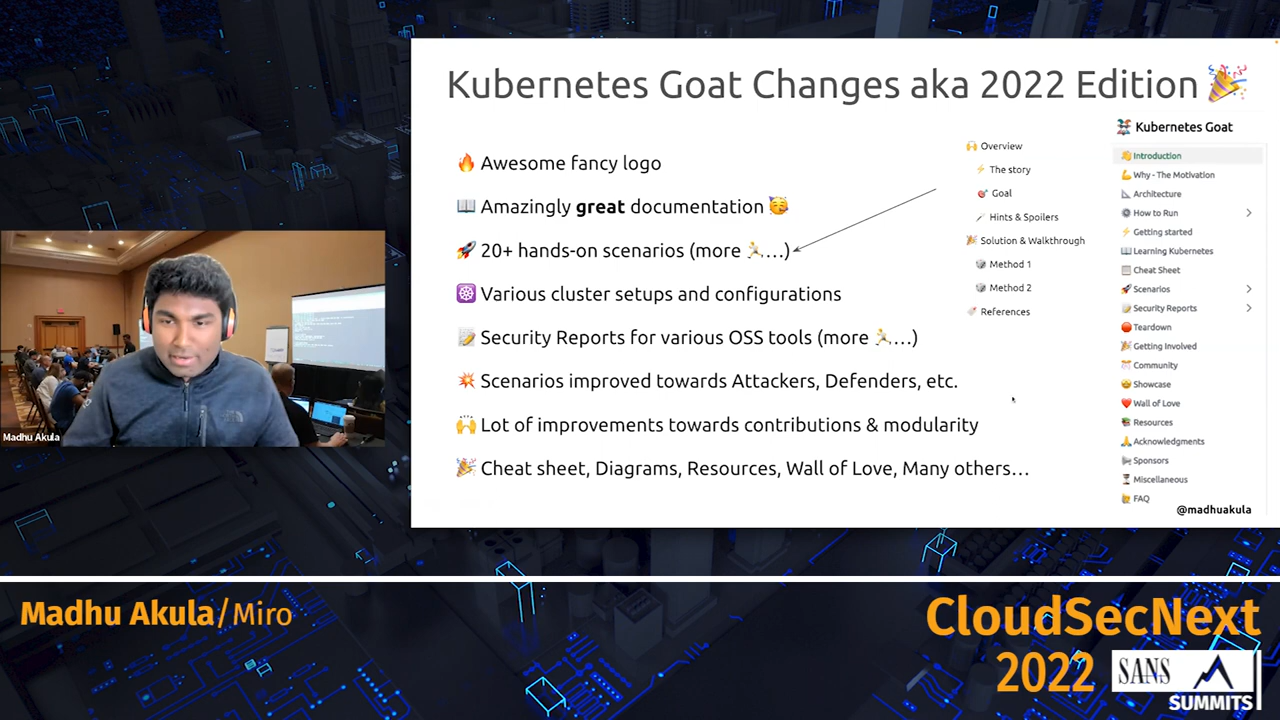 Kubernetes Goat Changes aka 2022 Edition 🎉
🔥 Awesome fancy logo
📖 Amazingly great documentation 🥳
🚀 20+ hands-on scenarios (more 🏃...)
☸️ Various cluster setups and configurations
📝 Security Reports for various OSS tools (more 🏃...)
💥 Scenarios improved towards Attackers, Defenders, etc.
🙌 Lot of improvements towards contributions & modularity
🎉 Cheat sheet, Diagrams, Resources, Wall of Love, Many others...
🙌 Overview
⚡ The story
🎯 Goal
🪄 Hints & Spoilers
🎉 Solution & Walkthrough
🎲 Method 1
🎲 Method 2
🔖 References
Kubernetes Goat
👋 Introduction
💪 Why - The Motivation
📐 Architecture
⚙️ How to Run
⚡ Getting started
📖 Learning Kubernetes
🗒️ Cheat Sheet
🚀 Scenarios
📝 Security Reports
🛑 Teardown
🎉 Getting Involved
🎊 Community
🤩 Showcase
❤️ Wall of Love
📚 Resources
🙏 Acknowledgments
📢 Sponsors
⏳ Miscellaneous
🙋 FAQ
@madhuakula
Madhu Akula
Madhu Akula/Miro
CloudSecNext
2022
SANS
SUMMITS